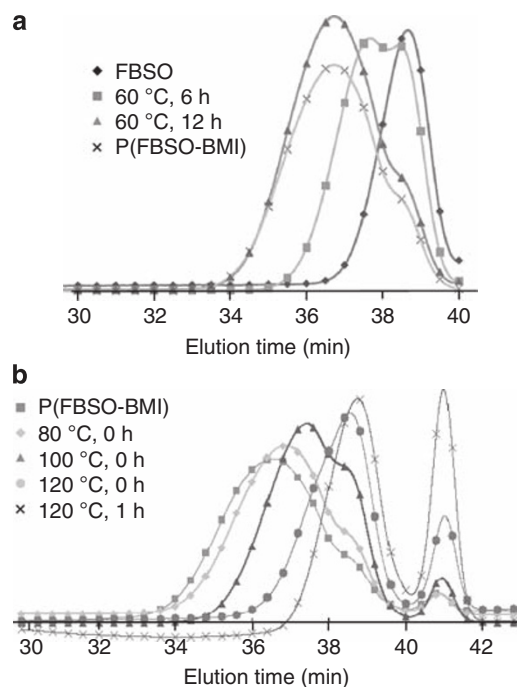 a
FBSO
60 °C, 6 h
60 °C, 12 h
P(FBSO-BMI)
30 32 34 36 38 40
Elution time (min)
b
P(FBSO-BMI)
80 °C, 0 h
100 °C, 0 h
120 °C, 0 h
120 °C, 1 h
30 32 34 36 38 40 42
Elution time (min)